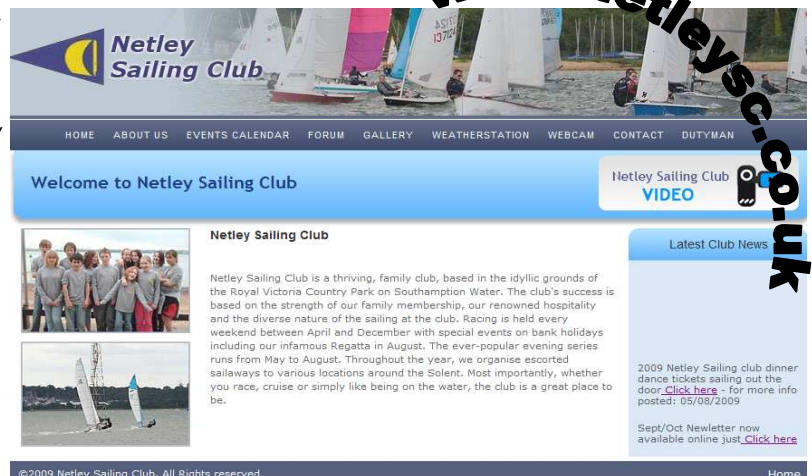 Netley
Sailing Club
netleysc.co.uk
HOME ABOUT US EVENTS CALENDAR FORUM GALLERY WEATHERSTATION WEBCAM CONTACT DUTYMAN
Welcome to Netley Sailing Club
Netley Sailing Club
VIDEO
Netley Sailing Club
Netley Sailing Club is a thriving, family club, based in the idyllic grounds of
the Royal Victoria Country Park on Southamption Water. The club's success is
based on the strength of our family membership, our renowned hospitality
and the diverse nature of the sailing at the club. Racing is held every
weekend between April and December with special events on bank holidays
including our infamous Regatta in August. The ever-popular evening series
runs from May to August. Throughout the year, we organise escorted
sailaways to various locations around the Solent. Most importantly, whether
you race, cruise or simply like being on the water, the club is a great place to
be.
Latest Club News
2009 Netley Sailing club dinner
dance tickets sailing out the
door Click here - for more info
posted: 05/08/2009
Sept/Oct Newletter now
available online just Click here
©2009 Netley Sailing Club. All Rights reserved.
Home